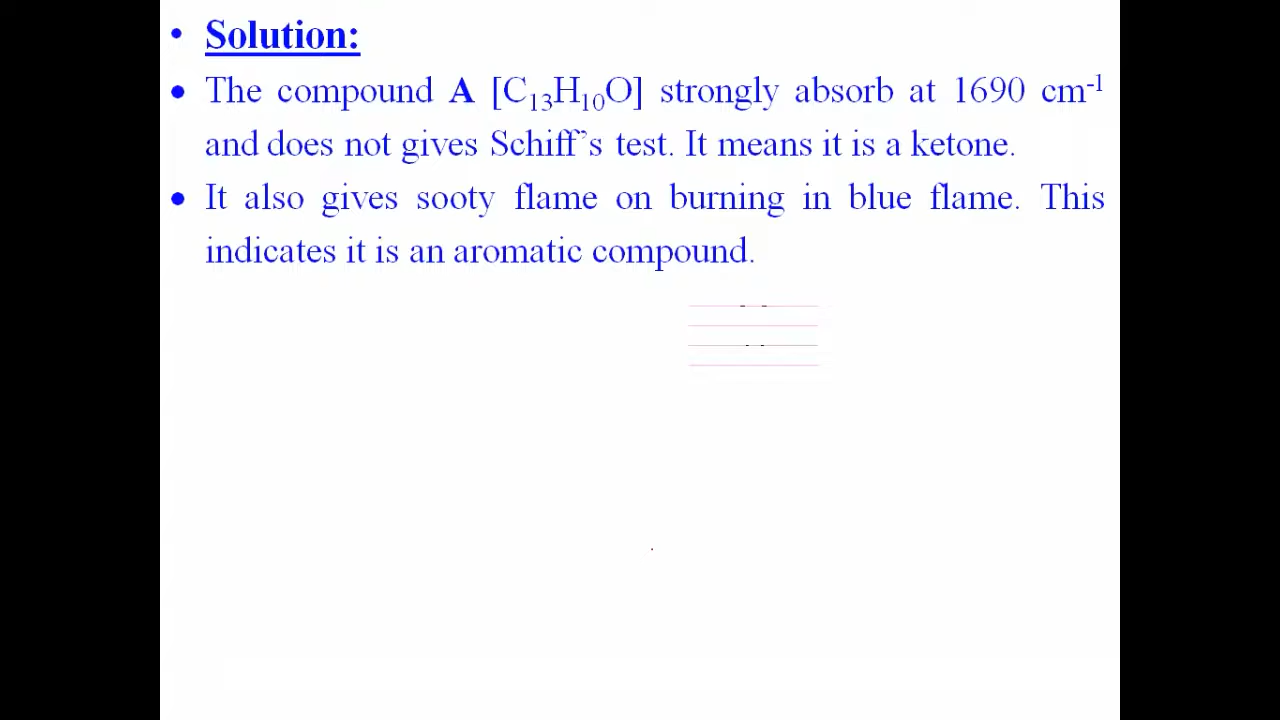 • Solution:
• The compound A [C₁₃H₁₀O] strongly absorb at 1690 cm⁻¹
and does not gives Schiff’s test. It means it is a ketone.
• It also gives sooty flame on burning in blue flame. This
indicates it is an aromatic compound.